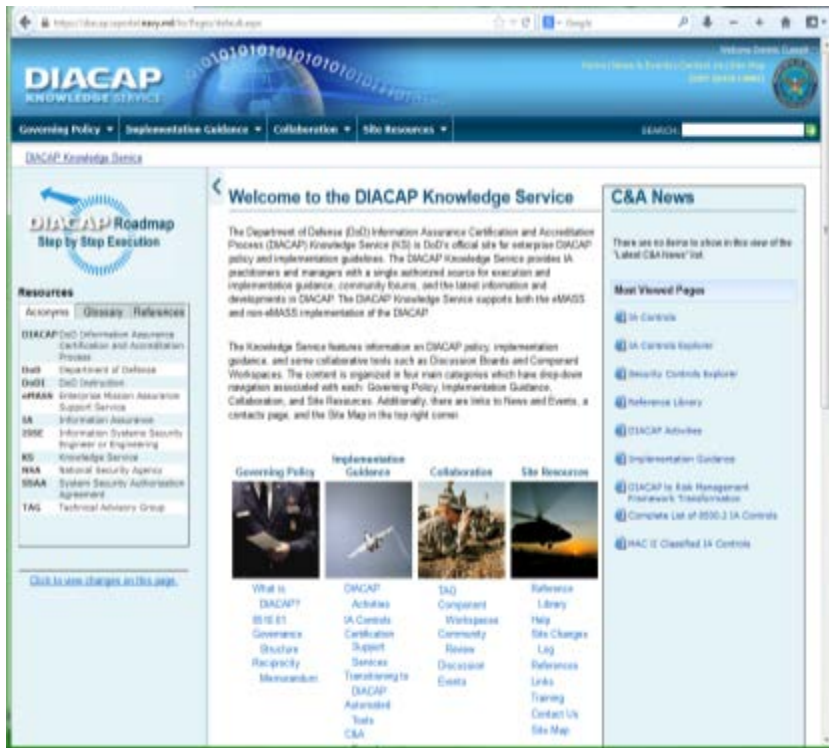 Welcome
DIACAP
KNOWLEDGE SERVICE
Governing Policy
Implementation Guidance
Collaboration
Site Resources
SEARCH:
DIACAP Knowledge Service
DIACAP Roadmap
Step by Step Execution
Resources
Acronyms Glossary References
DIACAP DoD Information Assurance
Certification and Accreditation
Process
DoD Department of Defense
DoDI DoD Instruction
eMASS Enterprise Mission Assurance
Support Service
IA Information Assurance
ISSE Information Systems Security
Engineer or Engineering
KS Knowledge Service
NSA National Security Agency
SSAA System Security Authorization
Agreement
TAG Technical Advisory Group
Click to view changes on this page.
Welcome to the DIACAP Knowledge Service
The Department of Defense (DoD) Information Assurance Certification and Accreditation
Process (DIACAP) Knowledge Service (KS) is DoD's official site for enterprise DIACAP
policy and implementation guidelines. The DIACAP Knowledge Service provides IA
practitioners and managers with a single authorized source for execution and
implementation guidance, community forums, and the latest information and
developments in DIACAP. The DIACAP Knowledge Service supports both the eMASS
and non-eMASS implementation of the DIACAP.
The Knowledge Service features information on DIACAP policy, implementation
guidance, and some collaborative tools such as Discussion Boards and Component
Workspaces. The content is organized in four main categories which have drop-down
navigation associated with each: Governing Policy, Implementation Guidance,
Collaboration, and Site Resources. Additionally, there are links to News and Events, a
contacts page, and the Site Map in the top right corner.
Governing Policy
Implementation
Guidance
Collaboration
Site Resources
What is
DIACAP?
8510.01
Governance
Structure
Reciprocity
Memorandum
DIACAP
Activities
IA Controls
Certification
Support
Services
Transitioning to
DIACAP
Automated
Tools
C&A
TAG
Component
Workspaces
Community
Review
Discussion
Events
Reference
Library
Help
Site Changes
Log
References
Links
Training
Contact Us
Site Map
C&A News
There are no items to show in this view of the
"Latest C&A News" list.
Most Viewed Pages
IA Controls
IA Controls Explorer
Security Controls Explorer
Reference Library
DIACAP Activities
Implementation Guidance
DIACAP to Risk Management
Framework Transformation
Complete List of 8500.2 IA Controls
MAC II Classified IA Controls